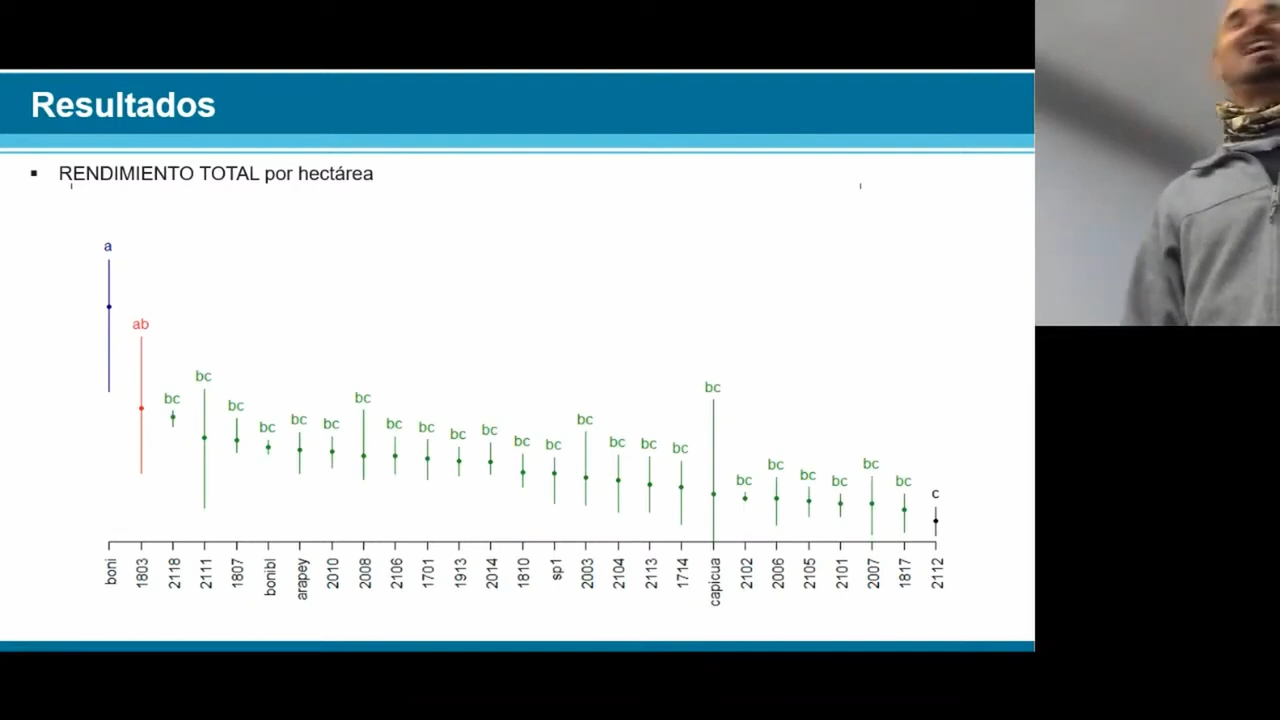 Resultados
▪ RENDIMIENTO TOTAL por hectárea
a
ab
bc bc bc bc bc bc bc bc bc bc bc bc bc bc bc bc bc bc bc bc bc bc bc bc
c
boni 1803 2118 2111 1807 bonibl arapey 2010 2008 2106 1701 1913 2014 1810 sp1 2003 2104 2113 1714 capicua 2102 2006 2105 2101 2007 1817 2112